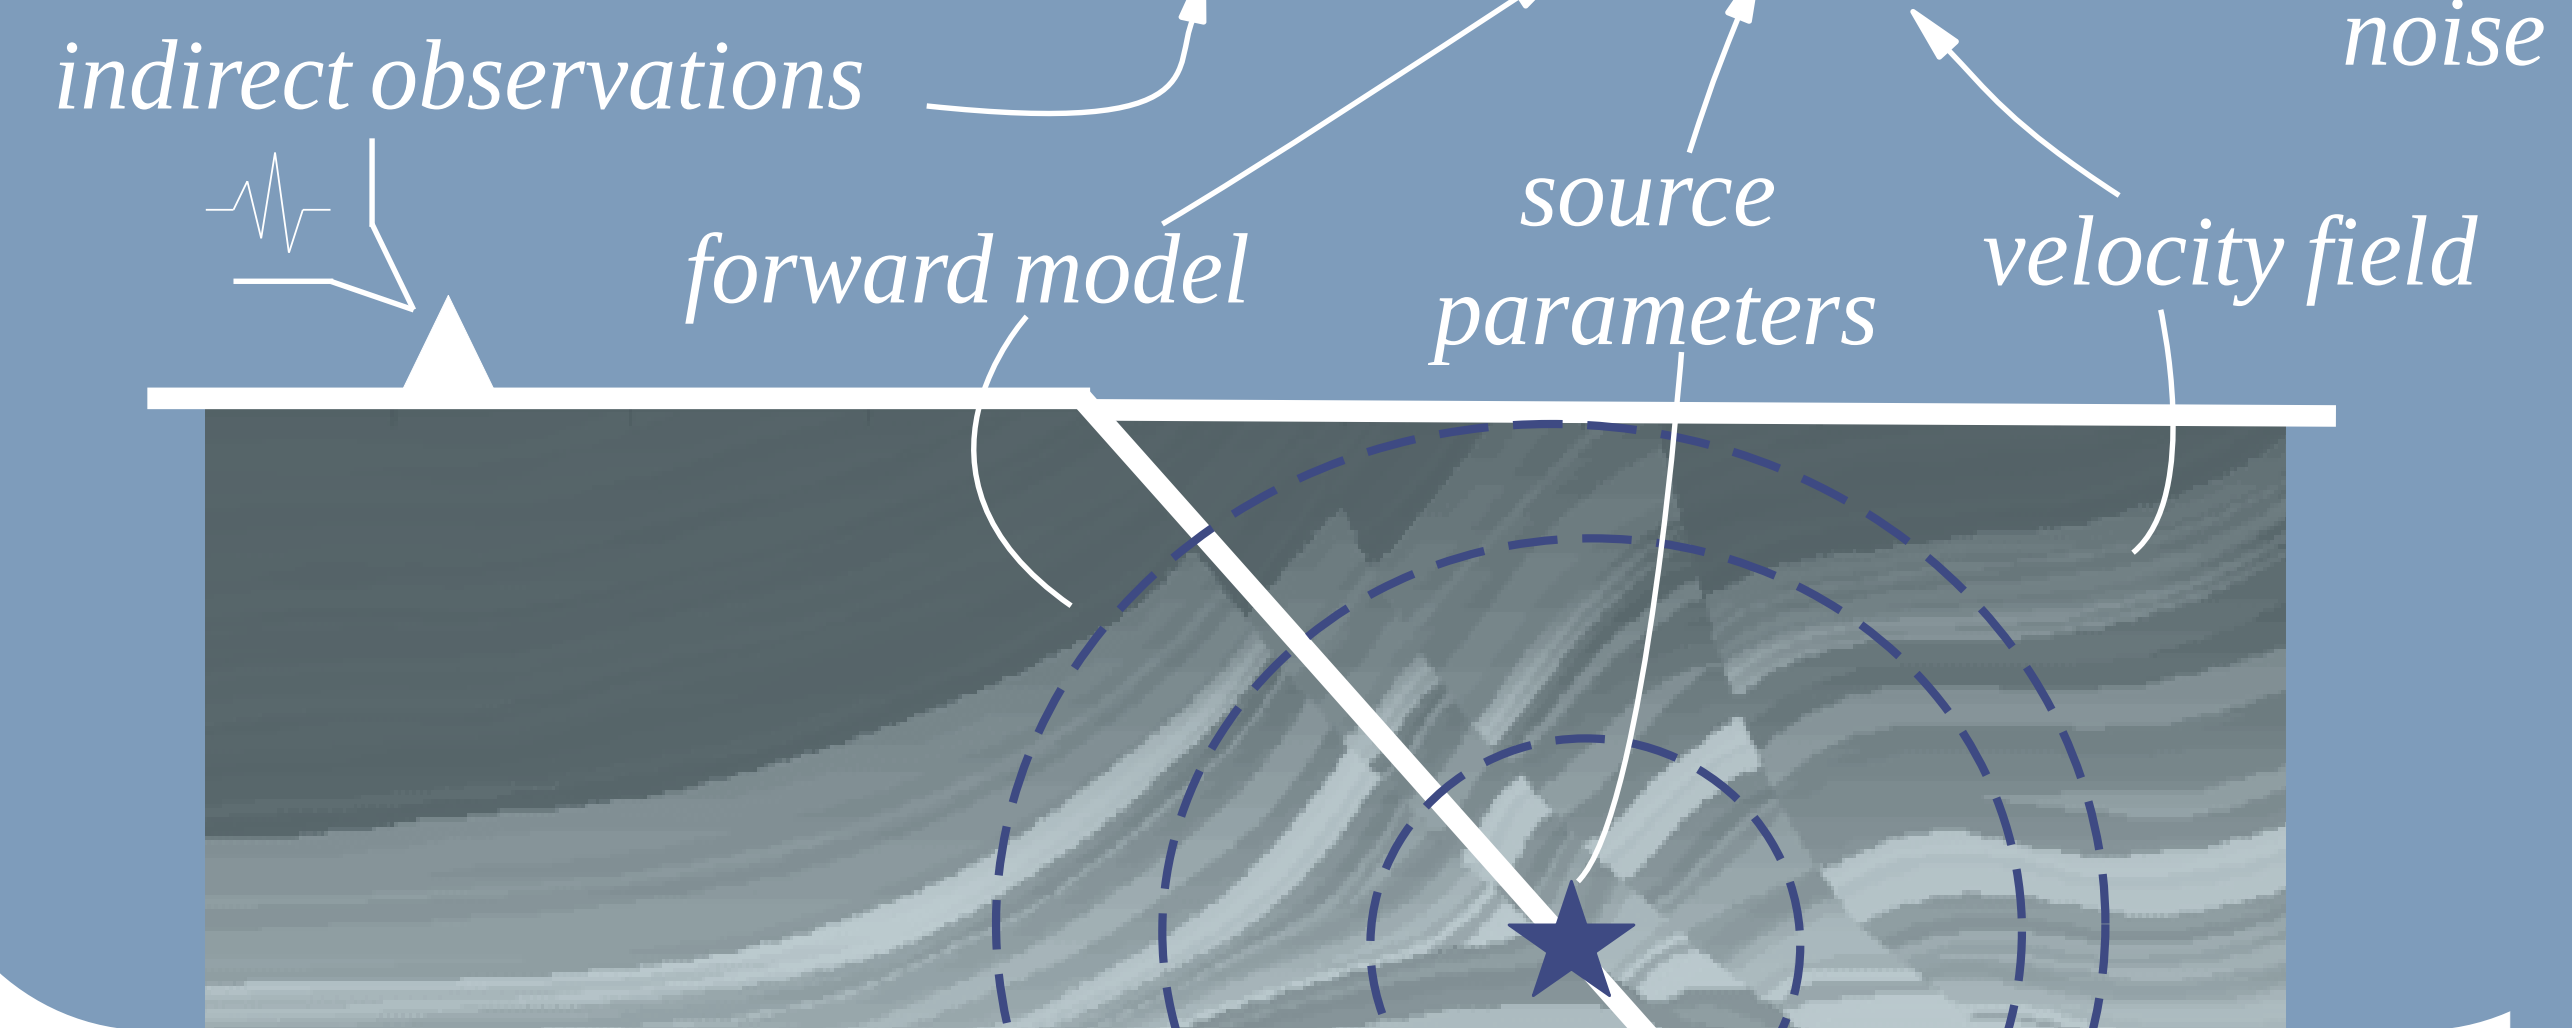 noise
indirect observations
source
parameters
velocity field
forward model